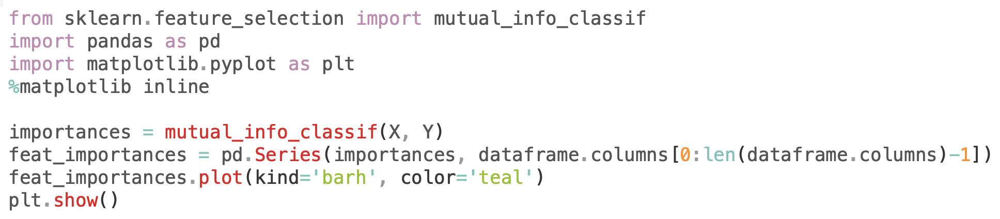 from sklearn.feature_selection import mutual_info_classif
import pandas as pd
import matplotlib.pyplot as plt
%matplotlib inline

importances = mutual_info_classif(X, Y)
feat_importances = pd.Series(importances, dataframe.columns[0:len(dataframe.columns)-1])
feat_importances.plot(kind='barh', color='teal')
plt.show()